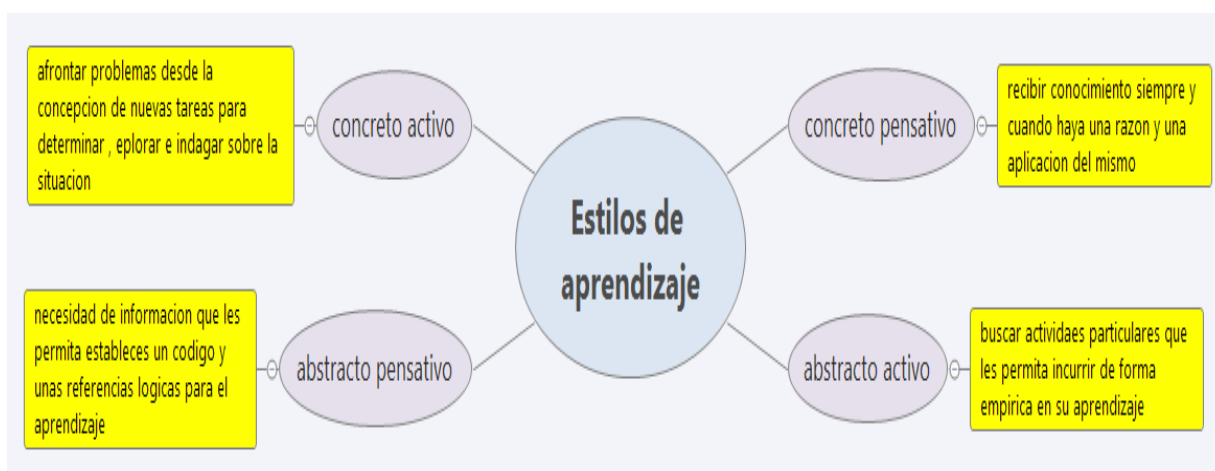 afrontar problemas desde la
concepcion de nuevas tareas para
determinar , eplorar e indagar sobre la
situacion
concreto activo
concreto pensativo
recibir conocimiento siempre y
cuando haya una razon y una
aplicacion del mismo
Estilos de
aprendizaje
necesidad de informacion que les
permita estableces un codigo y
unas referencias logicas para el
aprendizaje
abstracto pensativo
abstracto activo
buscar actividaes particulares que
les permita incurrir de forma
empirica en su aprendizaje